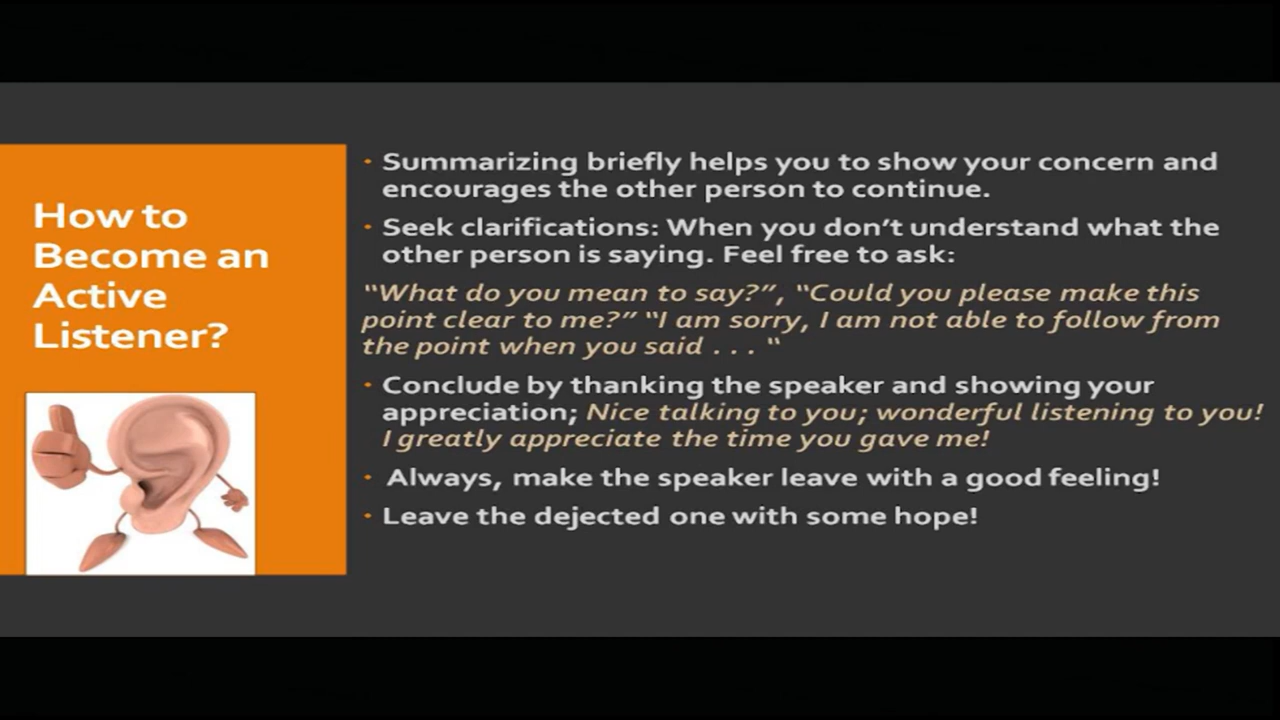 How to
Become an
Active
Listener?
• Summarizing briefly helps you to show your concern and
encourages the other person to continue.
• Seek clarifications: When you don’t understand what the
other person is saying. Feel free to ask:
“What do you mean to say?”, “Could you please make this
point clear to me?” “I am sorry, I am not able to follow from
the point when you said . . . “
• Conclude by thanking the speaker and showing your
appreciation; Nice talking to you; wonderful listening to you!
I greatly appreciate the time you gave me!
• Always, make the speaker leave with a good feeling!
• Leave the dejected one with some hope!